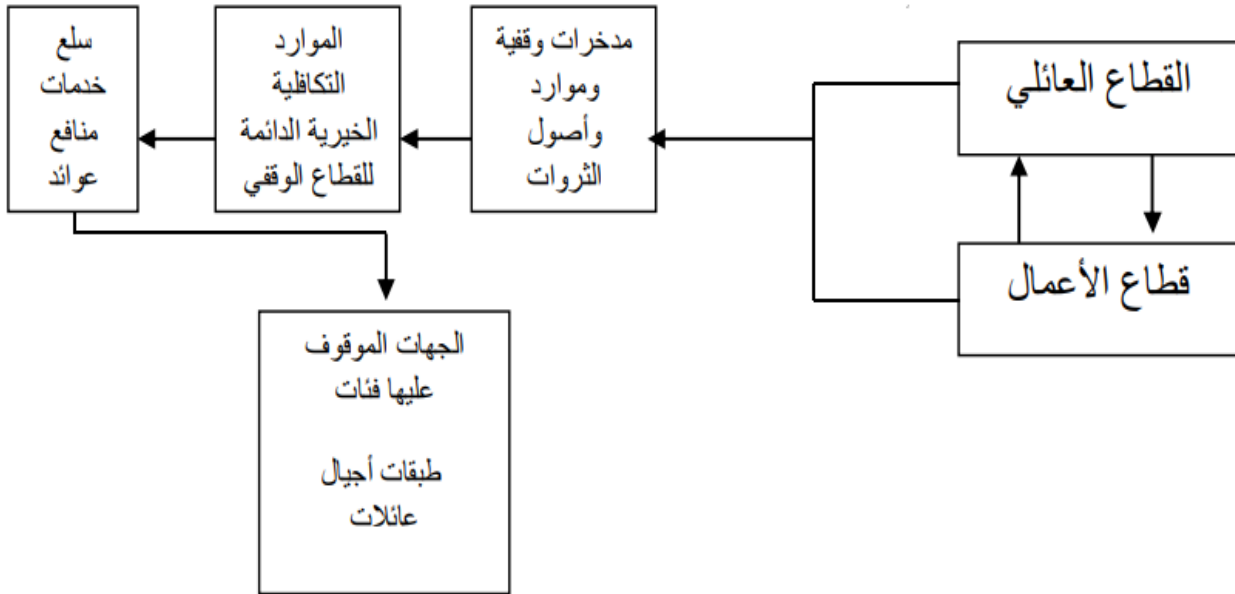 القطاع العائلي
قطاع الأعمال
مدخرات وقفية
وموارد
وأصول
الثروات
الموارد
التكافلية
الخيرية الدائمة
للقطاع الوقفي
سلع
خدمات
منافع
عوائد
الجهات الموقوف
عليها فئات
طبقات أجيال
عائلات